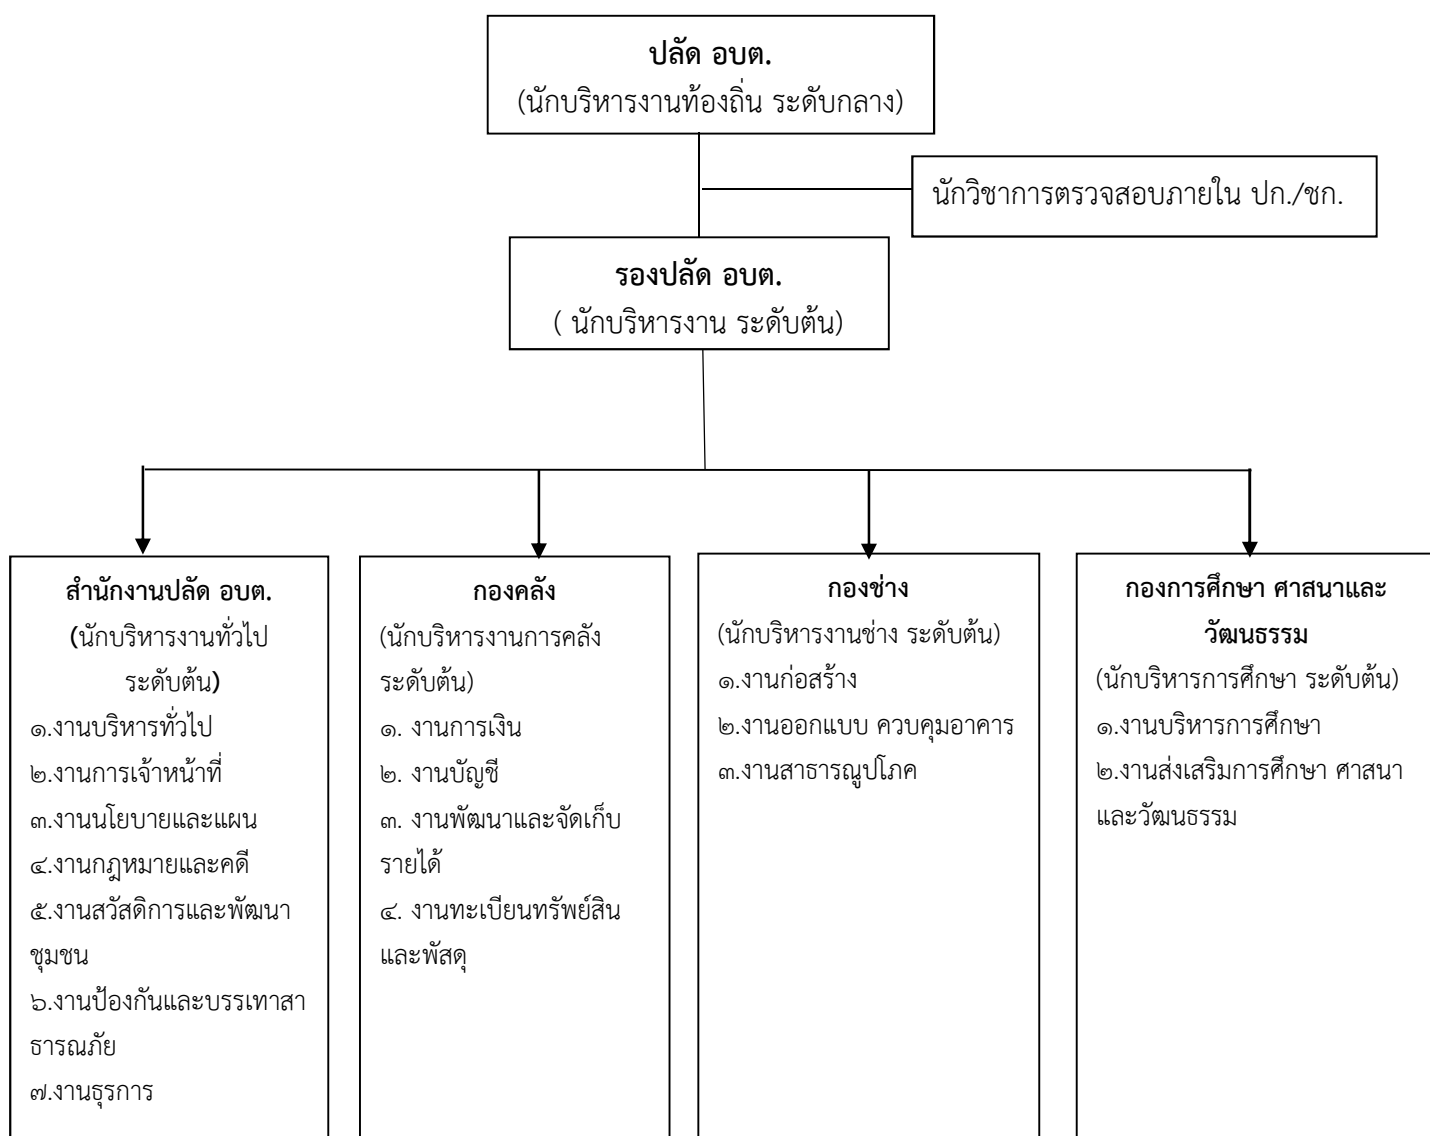 ปลัด อบต.
(นักบริหารงานท้องถิ่น ระดับกลาง)
นักวิชาการตรวจสอบภายใน ปก./ชก.
รองปลัด อบต.
( นักบริหารงาน ระดับต้น)
สำนักงานปลัด อบต.
(นักบริหารงานทั่วไป
ระดับต้น)
๑.งานบริหารทั่วไป
๒.งานการเจ้าหน้าที่
๓.งานนโยบายและแผน
๔.งานกฎหมายและคดี
๕.งานสวัสดิการและพัฒนา
ชุมชน
๖.งานป้องกันและบรรเทาสา
ธารณภัย
๗.งานธุรการ
กองคลัง
(นักบริหารงานการคลัง
ระดับต้น)
๑. งานการเงิน
๒. งานบัญชี
๓. งานพัฒนาและจัดเก็บ
รายได้
๔. งานทะเบียนทรัพย์สิน
และพัสดุ
กองช่าง
(นักบริหารงานช่าง ระดับต้น)
๑.งานก่อสร้าง
๒.งานออกแบบ ควบคุมอาคาร
๓.งานสาธารณูปโภค
กองการศึกษา ศาสนาและ
วัฒนธรรม
(นักบริหารการศึกษา ระดับต้น)
๑.งานบริหารการศึกษา
๒.งานส่งเสริมการศึกษา ศาสนา
และวัฒนธรรม